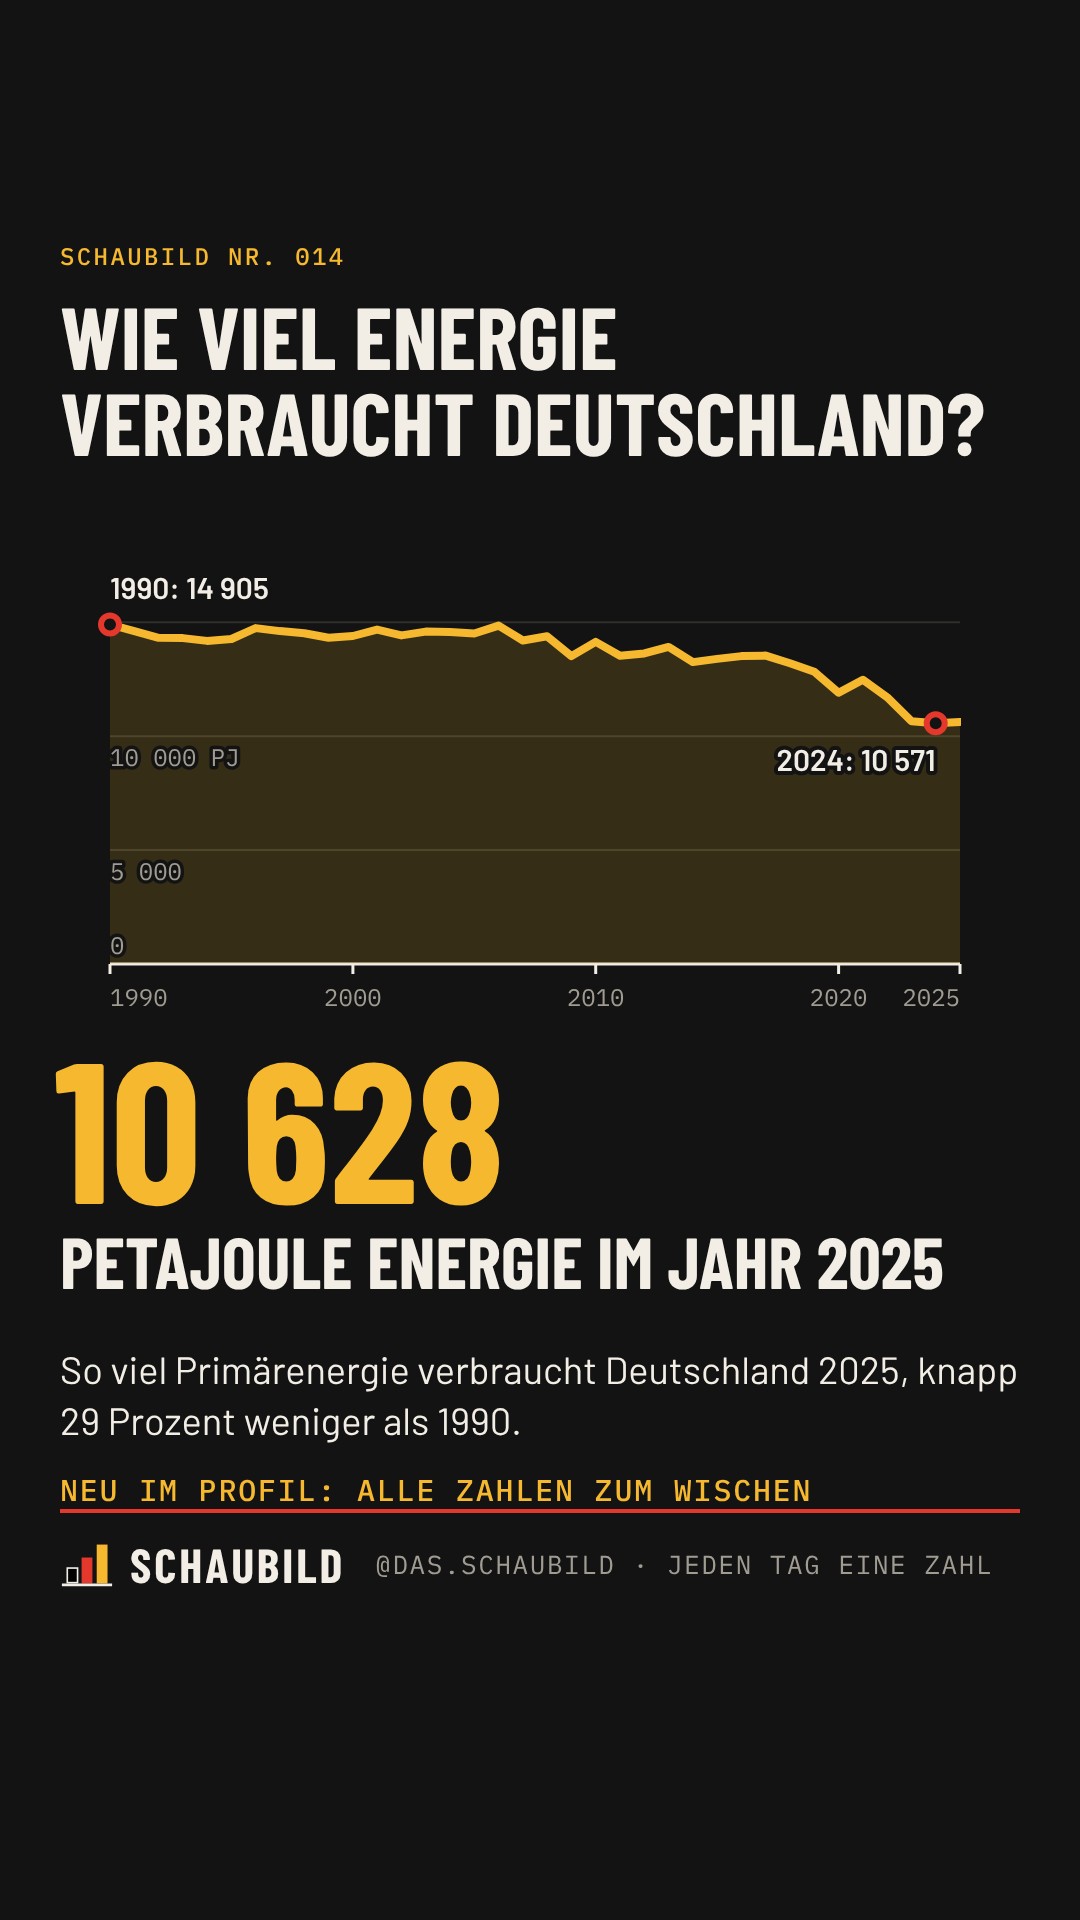 SCHAUBILD NR. 014
WIE VIEL ENERGIE
VERBRAUCHT DEUTSCHLAND?
1990: 14 905
10 000 PJ
2024: 10 571
5 000
0
1990 2000 2010 2020 2025
10 628
PETAJOULE ENERGIE IM JAHR 2025
So viel Primärenergie verbraucht Deutschland 2025, knapp
29 Prozent weniger als 1990.
NEU IM PROFIL: ALLE ZAHLEN ZUM WISCHEN
SCHAUBILD @DAS.SCHAUBILD · JEDEN TAG EINE ZAHL